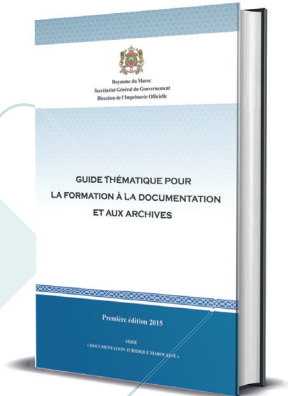 Royaume du Maroc
Secrétariat Général du Gouvernement
Direction de l'Imprimerie Officielle
GUIDE THÉMATIQUE POUR
LA FORMATION À LA DOCUMENTATION
ET AUX ARCHIVES
Première édition 2015
SÉRIE
« DOCUMENTATION JURIDIQUE MAROCAINE »